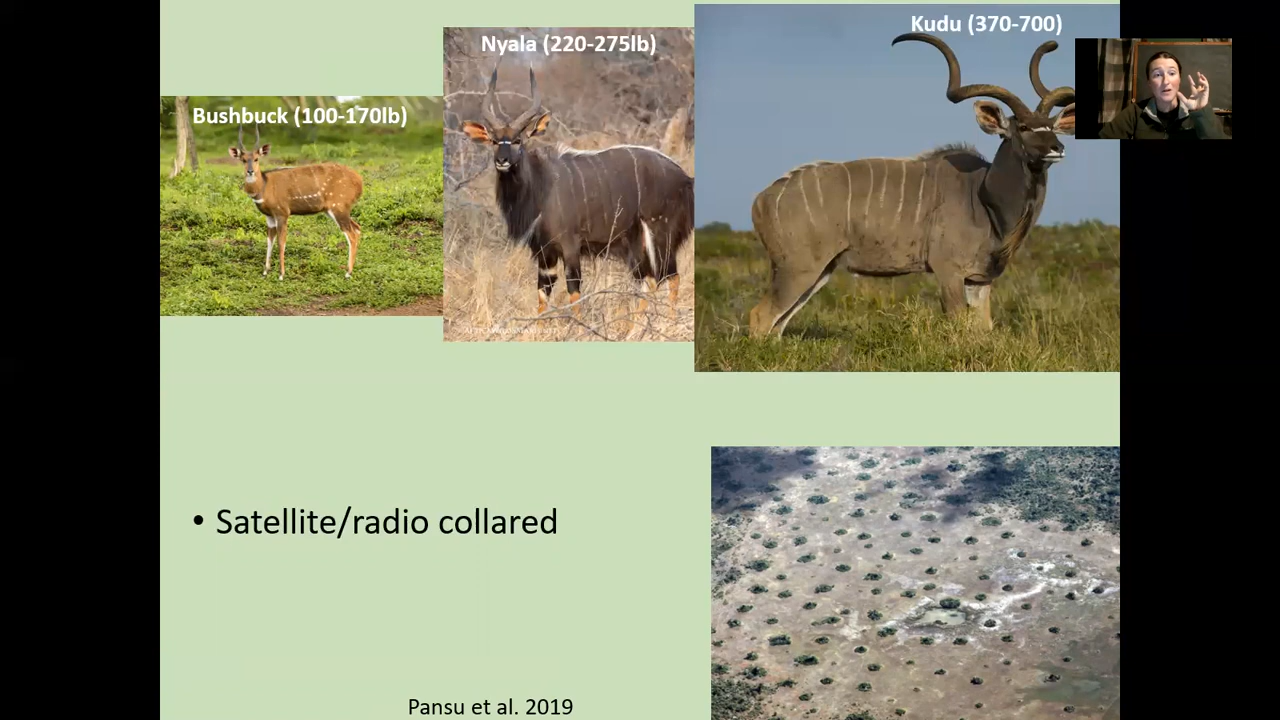 Kudu (370-700)
Nyala (220-275lb)
Bushbuck (100-170lb)
• Satellite/radio collared
Pansu et al. 2019